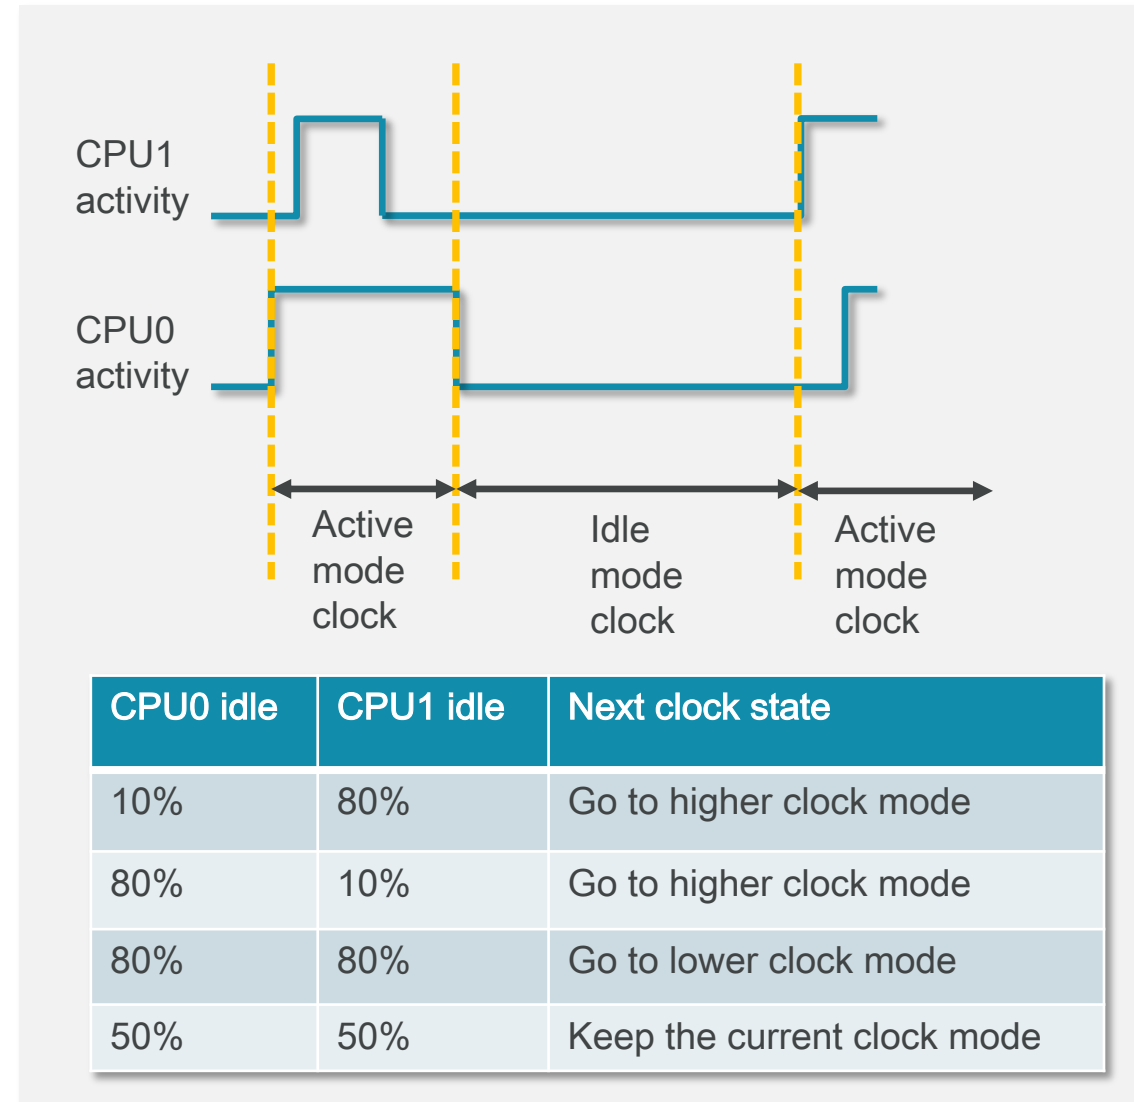 CPU1
activity
CPU0
activity
Active
mode
clock
Idle
mode
clock
Active
mode
clock
CPU0 idle CPU1 idle Next clock state
10% 80% Go to higher clock mode
80% 10% Go to higher clock mode
80% 80% Go to lower clock mode
50% 50% Keep the current clock mode